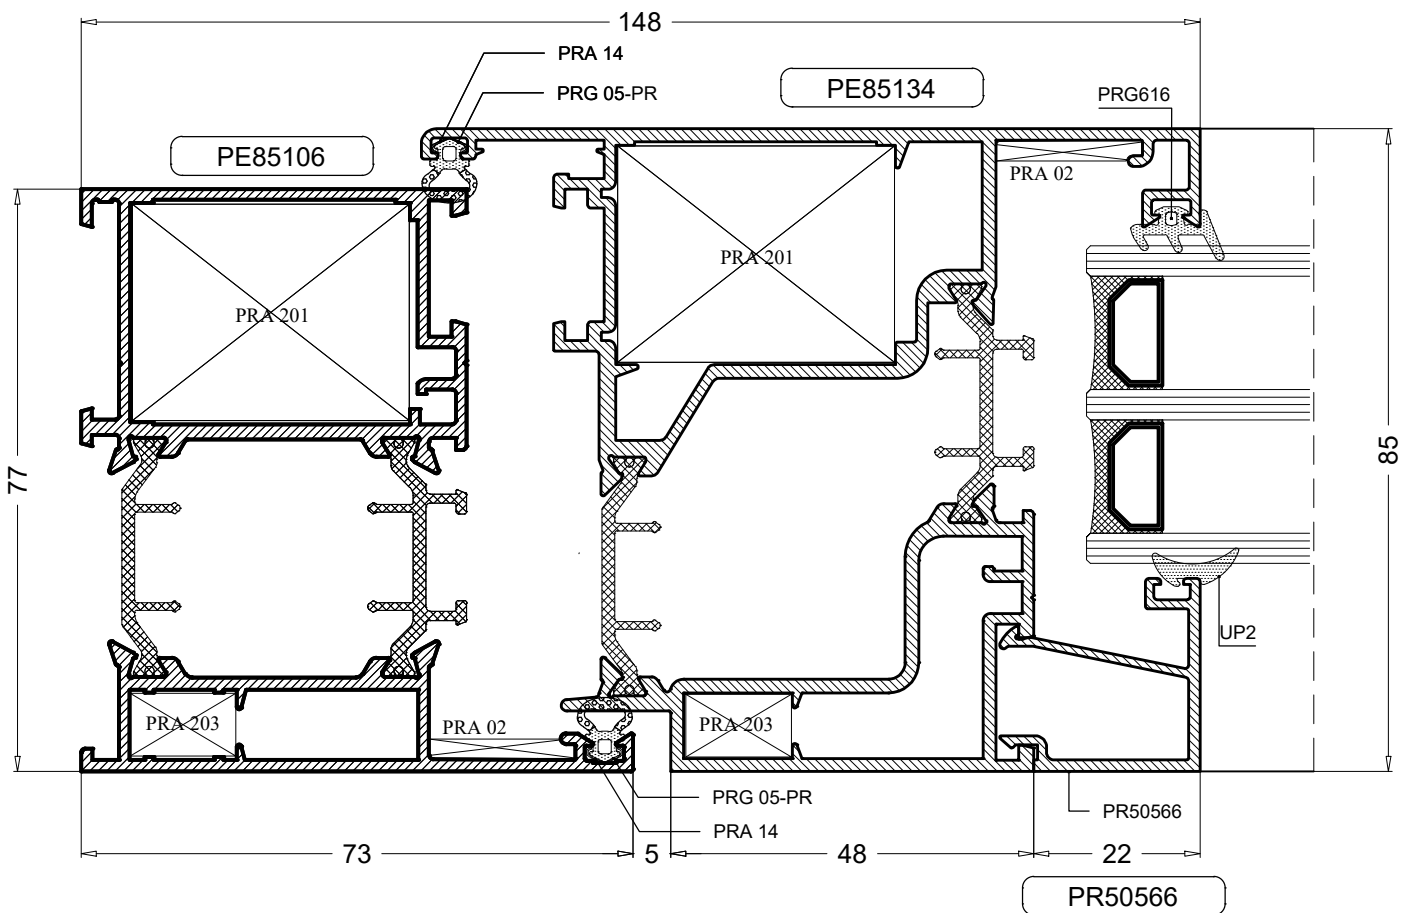 148
PRA 14
PE85134
PRG 05-PR
PRG616
PE85106
PRA 02
PRA 201
PRA 201
77
85
UP2
PRA 203
PRA 02
PRA 203
PRG 05-PR
PR50566
PRA 14
73
5
48
22
PR50566